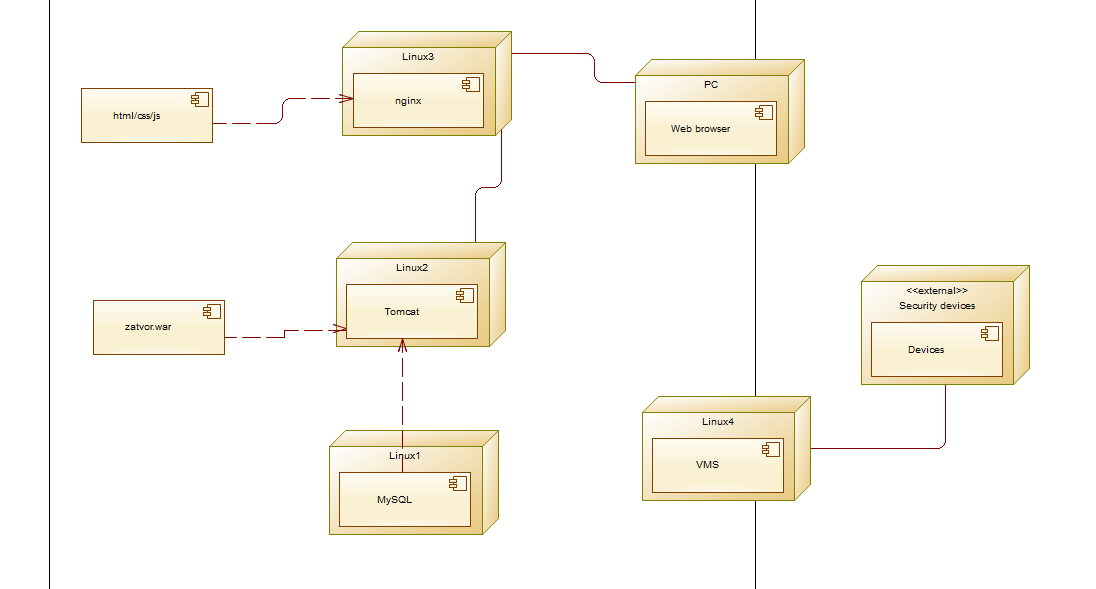 Linux3
nginx
html/css/js
PC
Web browser
Linux2
Tomcat
zatvor.war
<<external>>
Security devices
Devices
Linux4
VMS
Linux1
MySQL